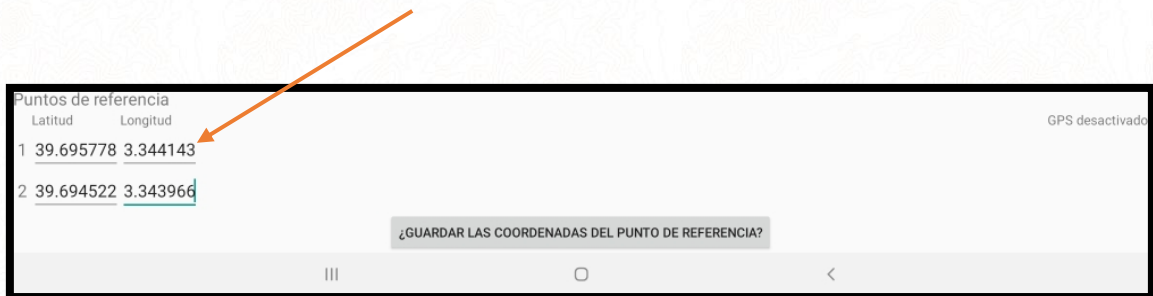 Puntos de referencia
Latitud Longitud GPS desactivado
1 39.695778 3.344143
2 39.694522 3.343966
¿GUARDAR LAS COORDENADAS DEL PUNTO DE REFERENCIA?